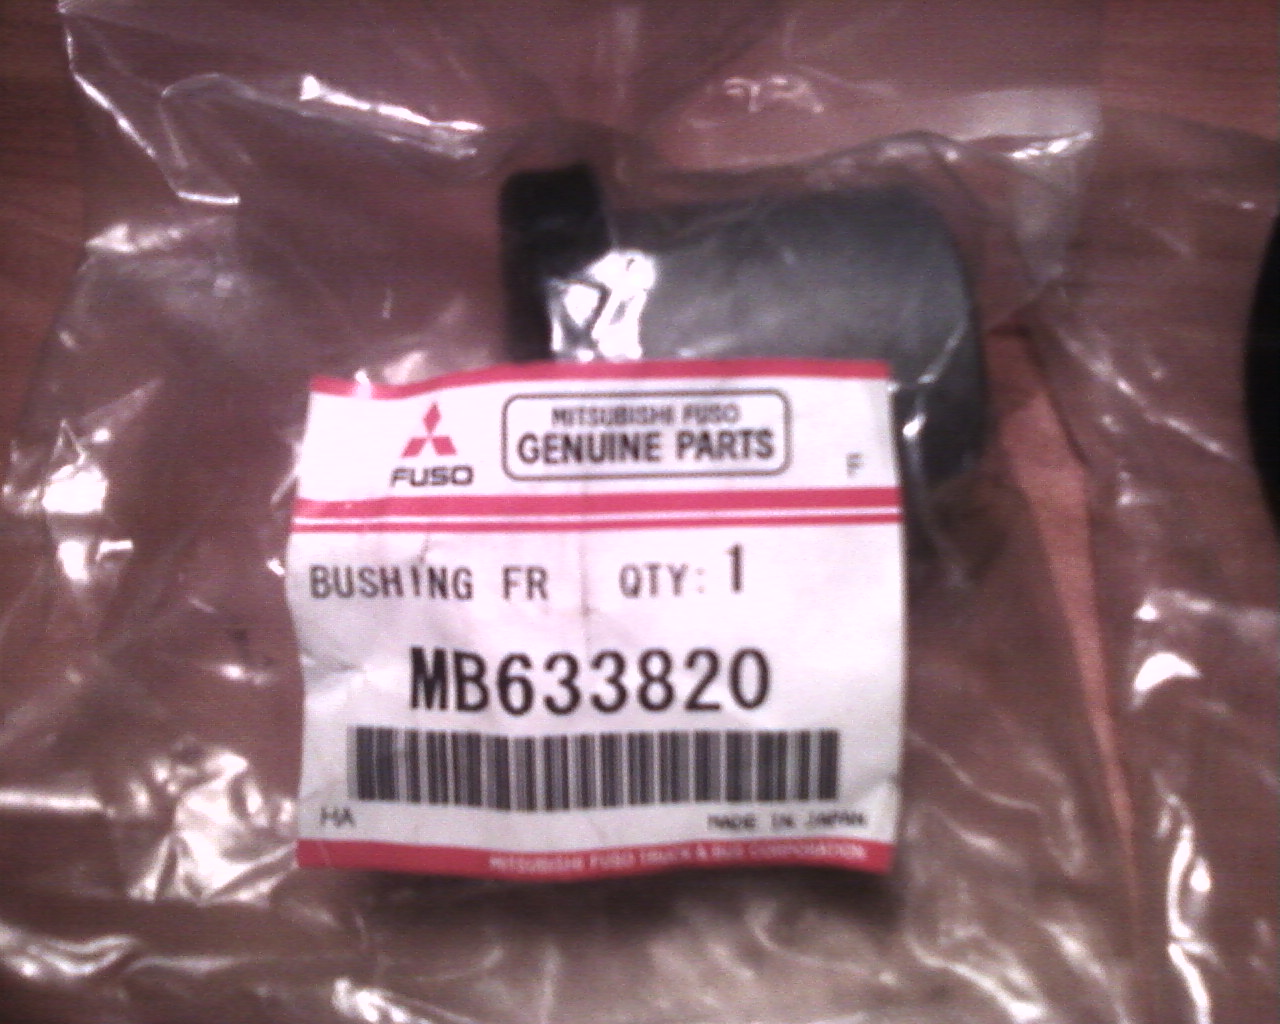 MITSUBISHI FUSO
GENUINE PARTS
FUSO
F
BUSHING FR QTY: 1
MB633820
HA
MADE IN JAPAN
MITSUBISHI FUSO TRUCK & BUS CORPORATION